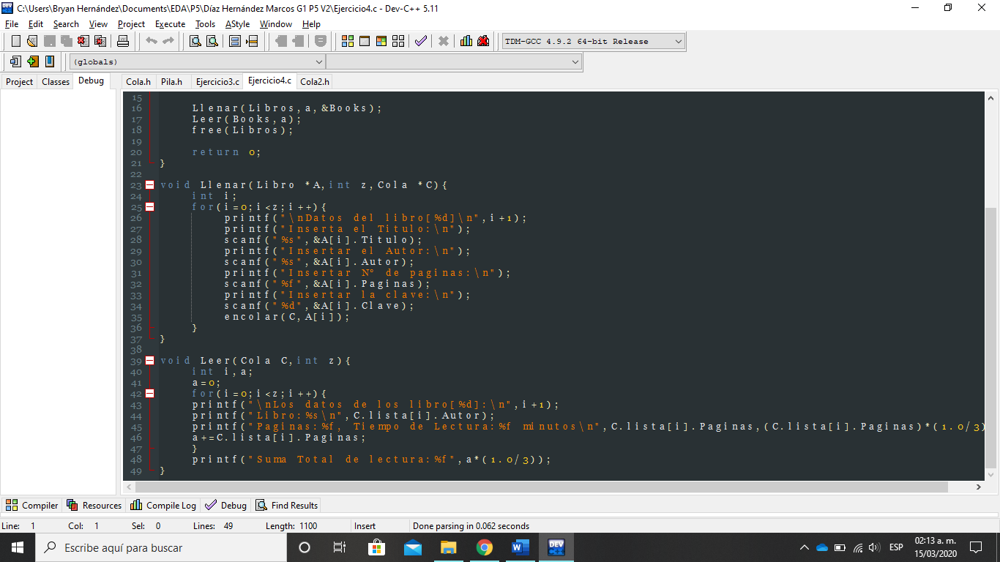 C:\Users\Bryan Hernández\Documents\EDA\P5\Díaz Hernández Marcos G1 P5 V2\Ejercicio4.c - Dev-C++ 5.11
File Edit Search View Project Execute Tools AStyle Window Help
TDM-GCC 4.9.2 64-bit Release
(globals)
Project Classes Debug Cola.h Pila.h Ejercicio3.c Ejercicio4.c Cola2.h
15
16 Llenar(Libros,a,&Books);
17 Leer(Books,a);
18 free(Libros);
19
20 return 0;
21 }
22
23 void Llenar(Libro *A,int z,Cola *C){
24 int i;
25 for(i=0;i<z;i++){
26 printf("\nDatos del libro[%d]\n",i+1);
27 printf("Inserta el Titulo:\n");
28 scanf("%s",&A[i].Titulo);
29 printf("Insertar el Autor:\n");
30 scanf("%s",&A[i].Autor);
31 printf("Insertar N° de paginas:\n");
32 scanf("%f",&A[i].Paginas);
33 printf("Insertar la clave:\n");
34 scanf("%d",&A[i].Clave);
35 encolar(C,A[i]);
36 }
37 }
38
39 void Leer(Cola C,int z){
40 int i,a;
41 a=0;
42 for(i=0;i<z;i++){
43 printf("\nLos datos de los libro[%d]:\n",i+1);
44 printf("Libro:%s\n",C.lista[i].Autor);
45 printf("Paginas:%f, Tiempo de Lectura:%f minutos\n",C.lista[i].Paginas,(C.lista[i].Paginas)*(1.0/3)
46 a+=C.lista[i].Paginas;
47 }
48 printf("Suma Total de lectura:%f",a*(1.0/3));
49 }
Compiler Resources Compile Log Debug Find Results
Line: 1 Col: 1 Sel: 0 Lines: 49 Length: 1100 Insert Done parsing in 0.062 seconds
Escribe aquí para buscar
ESP
02:13 a. m.
15/03/2020